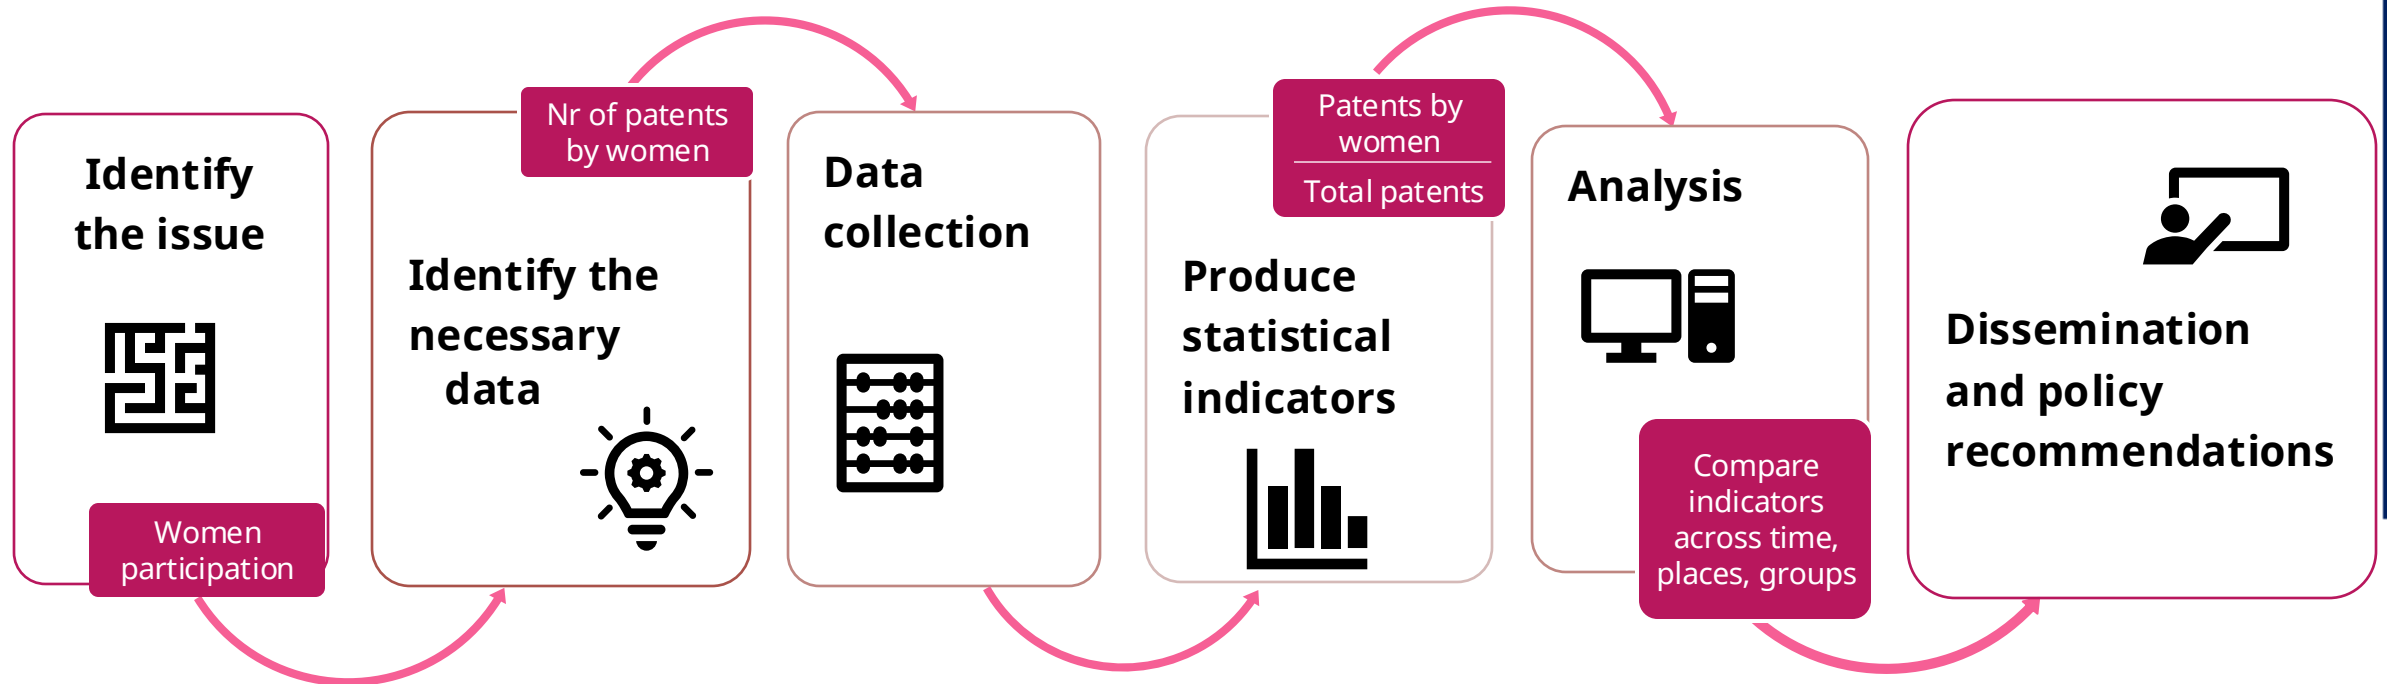 Identify
the issue
Women
participation
Nr of patents
by women
Identify the
necessary
data
Data
collection
Patents by
women
Total patents
Produce
statistical
indicators
Analysis
Compare
indicators
across time,
places, groups
Dissemination
and policy
recommendations